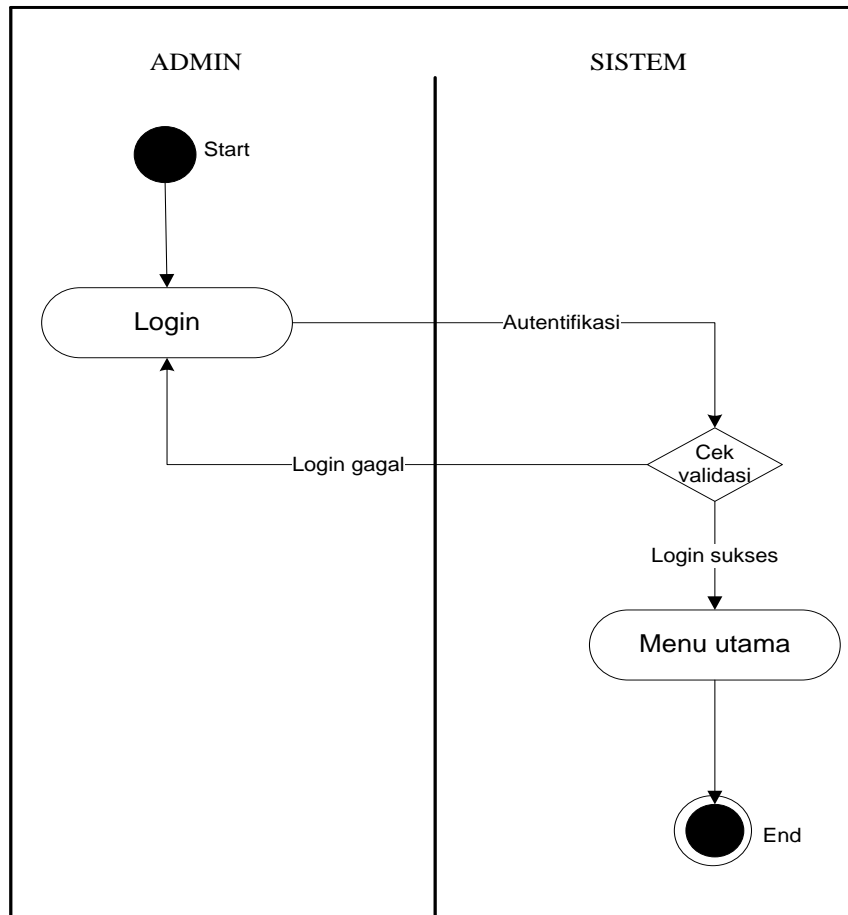 ADMIN
SISTEM
Start
Login
Autentifikasi
Login gagal
Cek
validasi
Login sukses
Menu utama
End